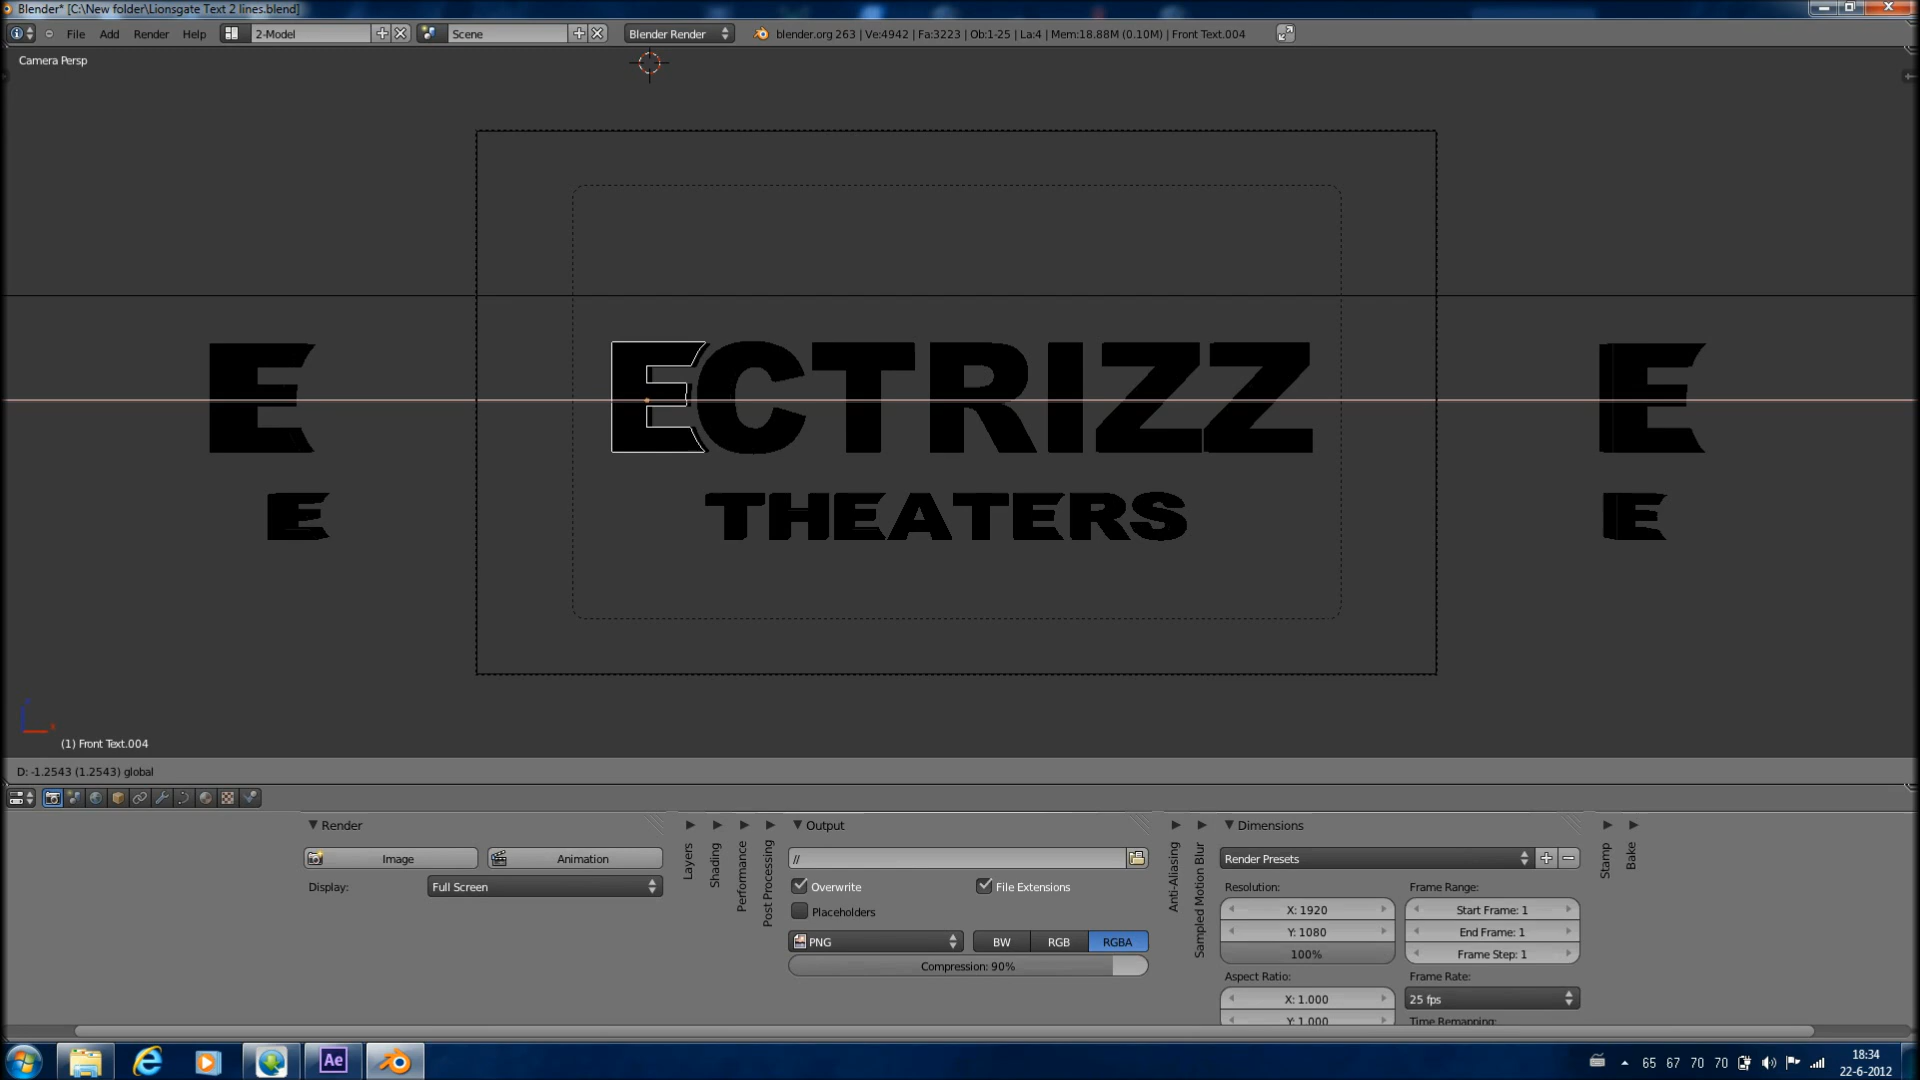 Blender* [C:\New folder\Lionsgate Text 2 lines.blend]
File Add Render Help 2-Model Scene Blender Render blender.org 263 | Ve:4942 | Fa:3223 | Ob:1-25 | La:4 | Mem:18.88M (0.10M) | Front Text.004
Camera Persp
E ECTRIZZ E
E THEATERS E
(1) Front Text.004
D: -1.2543 (1.2543) global
Render
Image Animation
Display: Full Screen
Layers
Shading
Performance
Post Processing
Output
//
Overwrite File Extensions
Placeholders
PNG BW RGB RGBA
Compression: 90%
Anti-Aliasing
Sampled Motion Blur
Dimensions
Render Presets
Resolution: Frame Range:
X: 1920 Start Frame: 1
Y: 1080 End Frame: 1
100% Frame Step: 1
Aspect Ratio: Frame Rate:
X: 1.000 25 fps
Y: 1.000 Time Remapping:
Stamp
Bake
Ae
65 67 70 70
18:34
22-6-2012